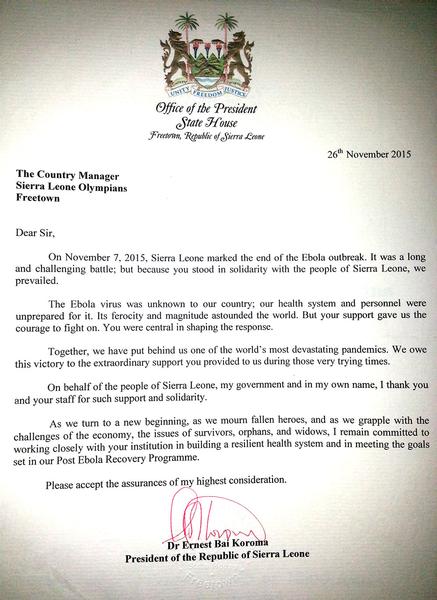 UNITY FREEDOM JUSTICE
Office of the President
State House
Freetown, Republic of Sierra Leone
26th November 2015
The Country Manager
Sierra Leone Olympians
Freetown
Dear Sir,
On November 7, 2015, Sierra Leone marked the end of the Ebola outbreak. It was a long
and challenging battle; but because you stood in solidarity with the people of Sierra Leone, we
prevailed.
The Ebola virus was unknown to our country; our health system and personnel were
unprepared for it. Its ferocity and magnitude astounded the world. But your support gave us the
courage to fight on. You were central in shaping the response.
Together, we have put behind us one of the world's most devastating pandemics. We owe
this victory to the extraordinary support you provided to us during those very trying times.
On behalf of the people of Sierra Leone, my government and in my own name, I thank you
and your staff for such support and solidarity.
As we turn to a new beginning, as we mourn fallen heroes, and as we grapple with the
challenges of the economy, the issues of survivors, orphans, and widows, I remain committed to
working closely with your institution in building a resilient health system and in meeting the goals
set in our Post Ebola Recovery Programme.
Please accept the assurances of my highest consideration.
Dr Ernest Bai Koroma
President of the Republic of Sierra Leone